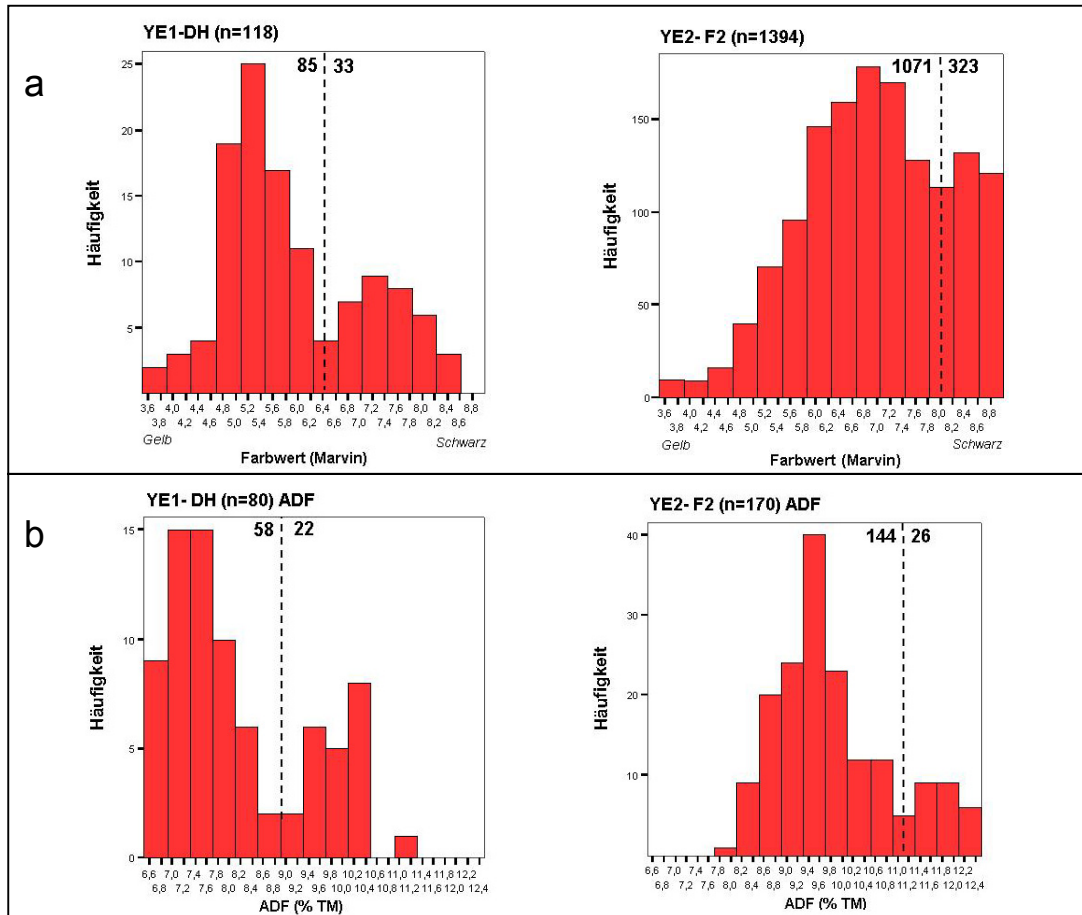 a
YE1-DH (n=118)
85 33
25
20
15
10
5
Häufigkeit
3,6 4,0 4,4 4,8 5,2 5,6 6,0 6,4 6,8 7,2 7,6 8,0 8,4 8,8
3,8 4,2 4,6 5,0 5,4 5,8 6,2 6,6 7,0 7,4 7,8 8,2 8,6
Gelb Schwarz
Farbwert (Marvin)
YE2- F2 (n=1394)
1071 323
150
100
50
0
Häufigkeit
3,6 4,0 4,4 4,8 5,2 5,6 6,0 6,4 6,8 7,2 7,6 8,0 8,4 8,8
3,8 4,2 4,6 5,0 5,4 5,8 6,2 6,6 7,0 7,4 7,8 8,2 8,6
Gelb Schwarz
Farbwert (Marvin)
b
YE1- DH (n=80) ADF
58 22
15
10
5
0
Häufigkeit
6,6 7,0 7,4 7,8 8,2 8,6 9,0 9,4 9,8 10,2 10,6 11,0 11,4 11,8 12,2
6,8 7,2 7,6 8,0 8,4 8,8 9,2 9,6 10,0 10,4 10,8 11,2 11,6 12,0 12,4
ADF (% TM)
YE2- F2 (n=170) ADF
144 26
40
30
20
10
Häufigkeit
6,6 7,0 7,4 7,8 8,2 8,6 9,0 9,4 9,8 10,2 10,6 11,0 11,4 11,8 12,2
6,8 7,2 7,6 8,0 8,4 8,8 9,2 9,6 10,0 10,4 10,8 11,2 11,6 12,0 12,4
ADF (% TM)